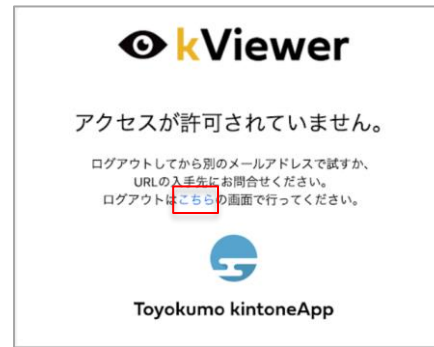 kViewer
アクセスが許可されていません。
ログアウトしてから別のメールアドレスで試すか、
URLの入手先にお問合せください。
ログアウトはこちらの画面で行ってください。
Toyokumo kintoneApp